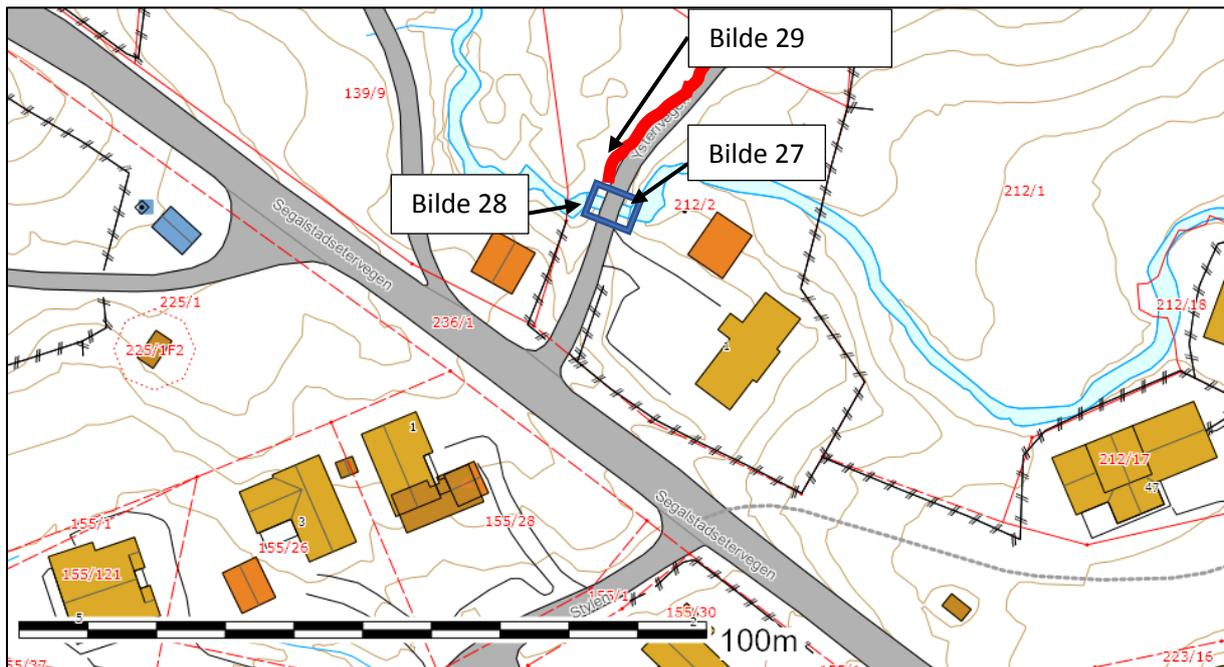 Bilde 29
139/9
Ystervegen
Bilde 27
212/1
Bilde 28
212/2
Segalstadsetervegen
225/1
212/18
236/1
225/1F2
1
1
212/17
47
3
155/1
155/28
155/26
Segalstadsetervegen
155/121
Stylen
155/1
155/30
5
2
100m
223/16